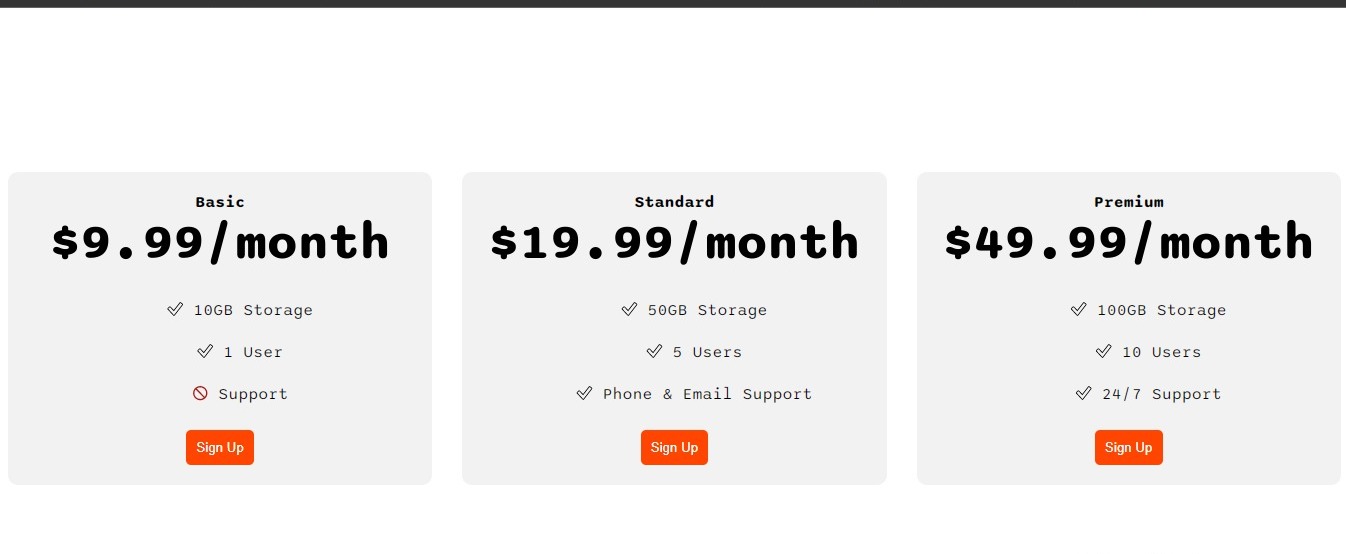 Basic
$9.99/month
10GB Storage
1 User
Support
Sign Up
Standard
$19.99/month
50GB Storage
5 Users
Phone & Email Support
Sign Up
Premium
$49.99/month
100GB Storage
10 Users
24/7 Support
Sign Up